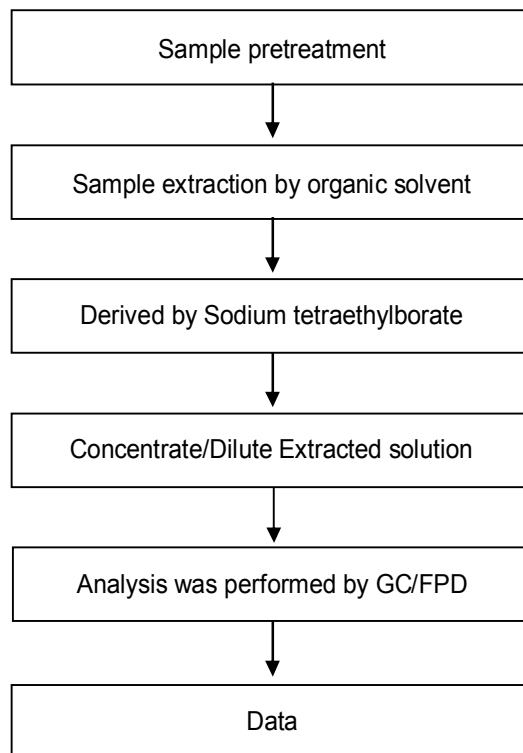 Sample pretreatment
Sample extraction by organic solvent
Derived by Sodium tetraethylborate
Concentrate/Dilute Extracted solution
Analysis was performed by GC/FPD
Data